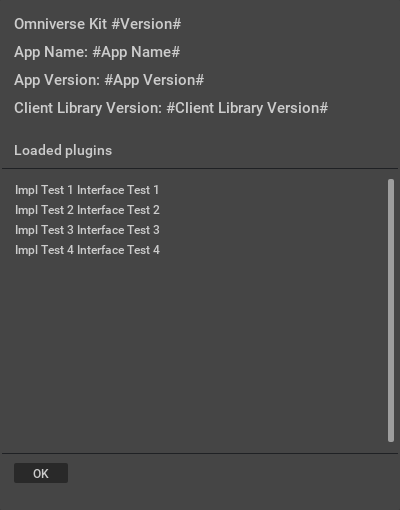 Omniverse Kit #Version#
App Name: #App Name#
App Version: #App Version#
Client Library Version: #Client Library Version#
Loaded plugins
Impl Test 1 Interface Test 1
Impl Test 2 Interface Test 2
Impl Test 3 Interface Test 3
Impl Test 4 Interface Test 4
OK